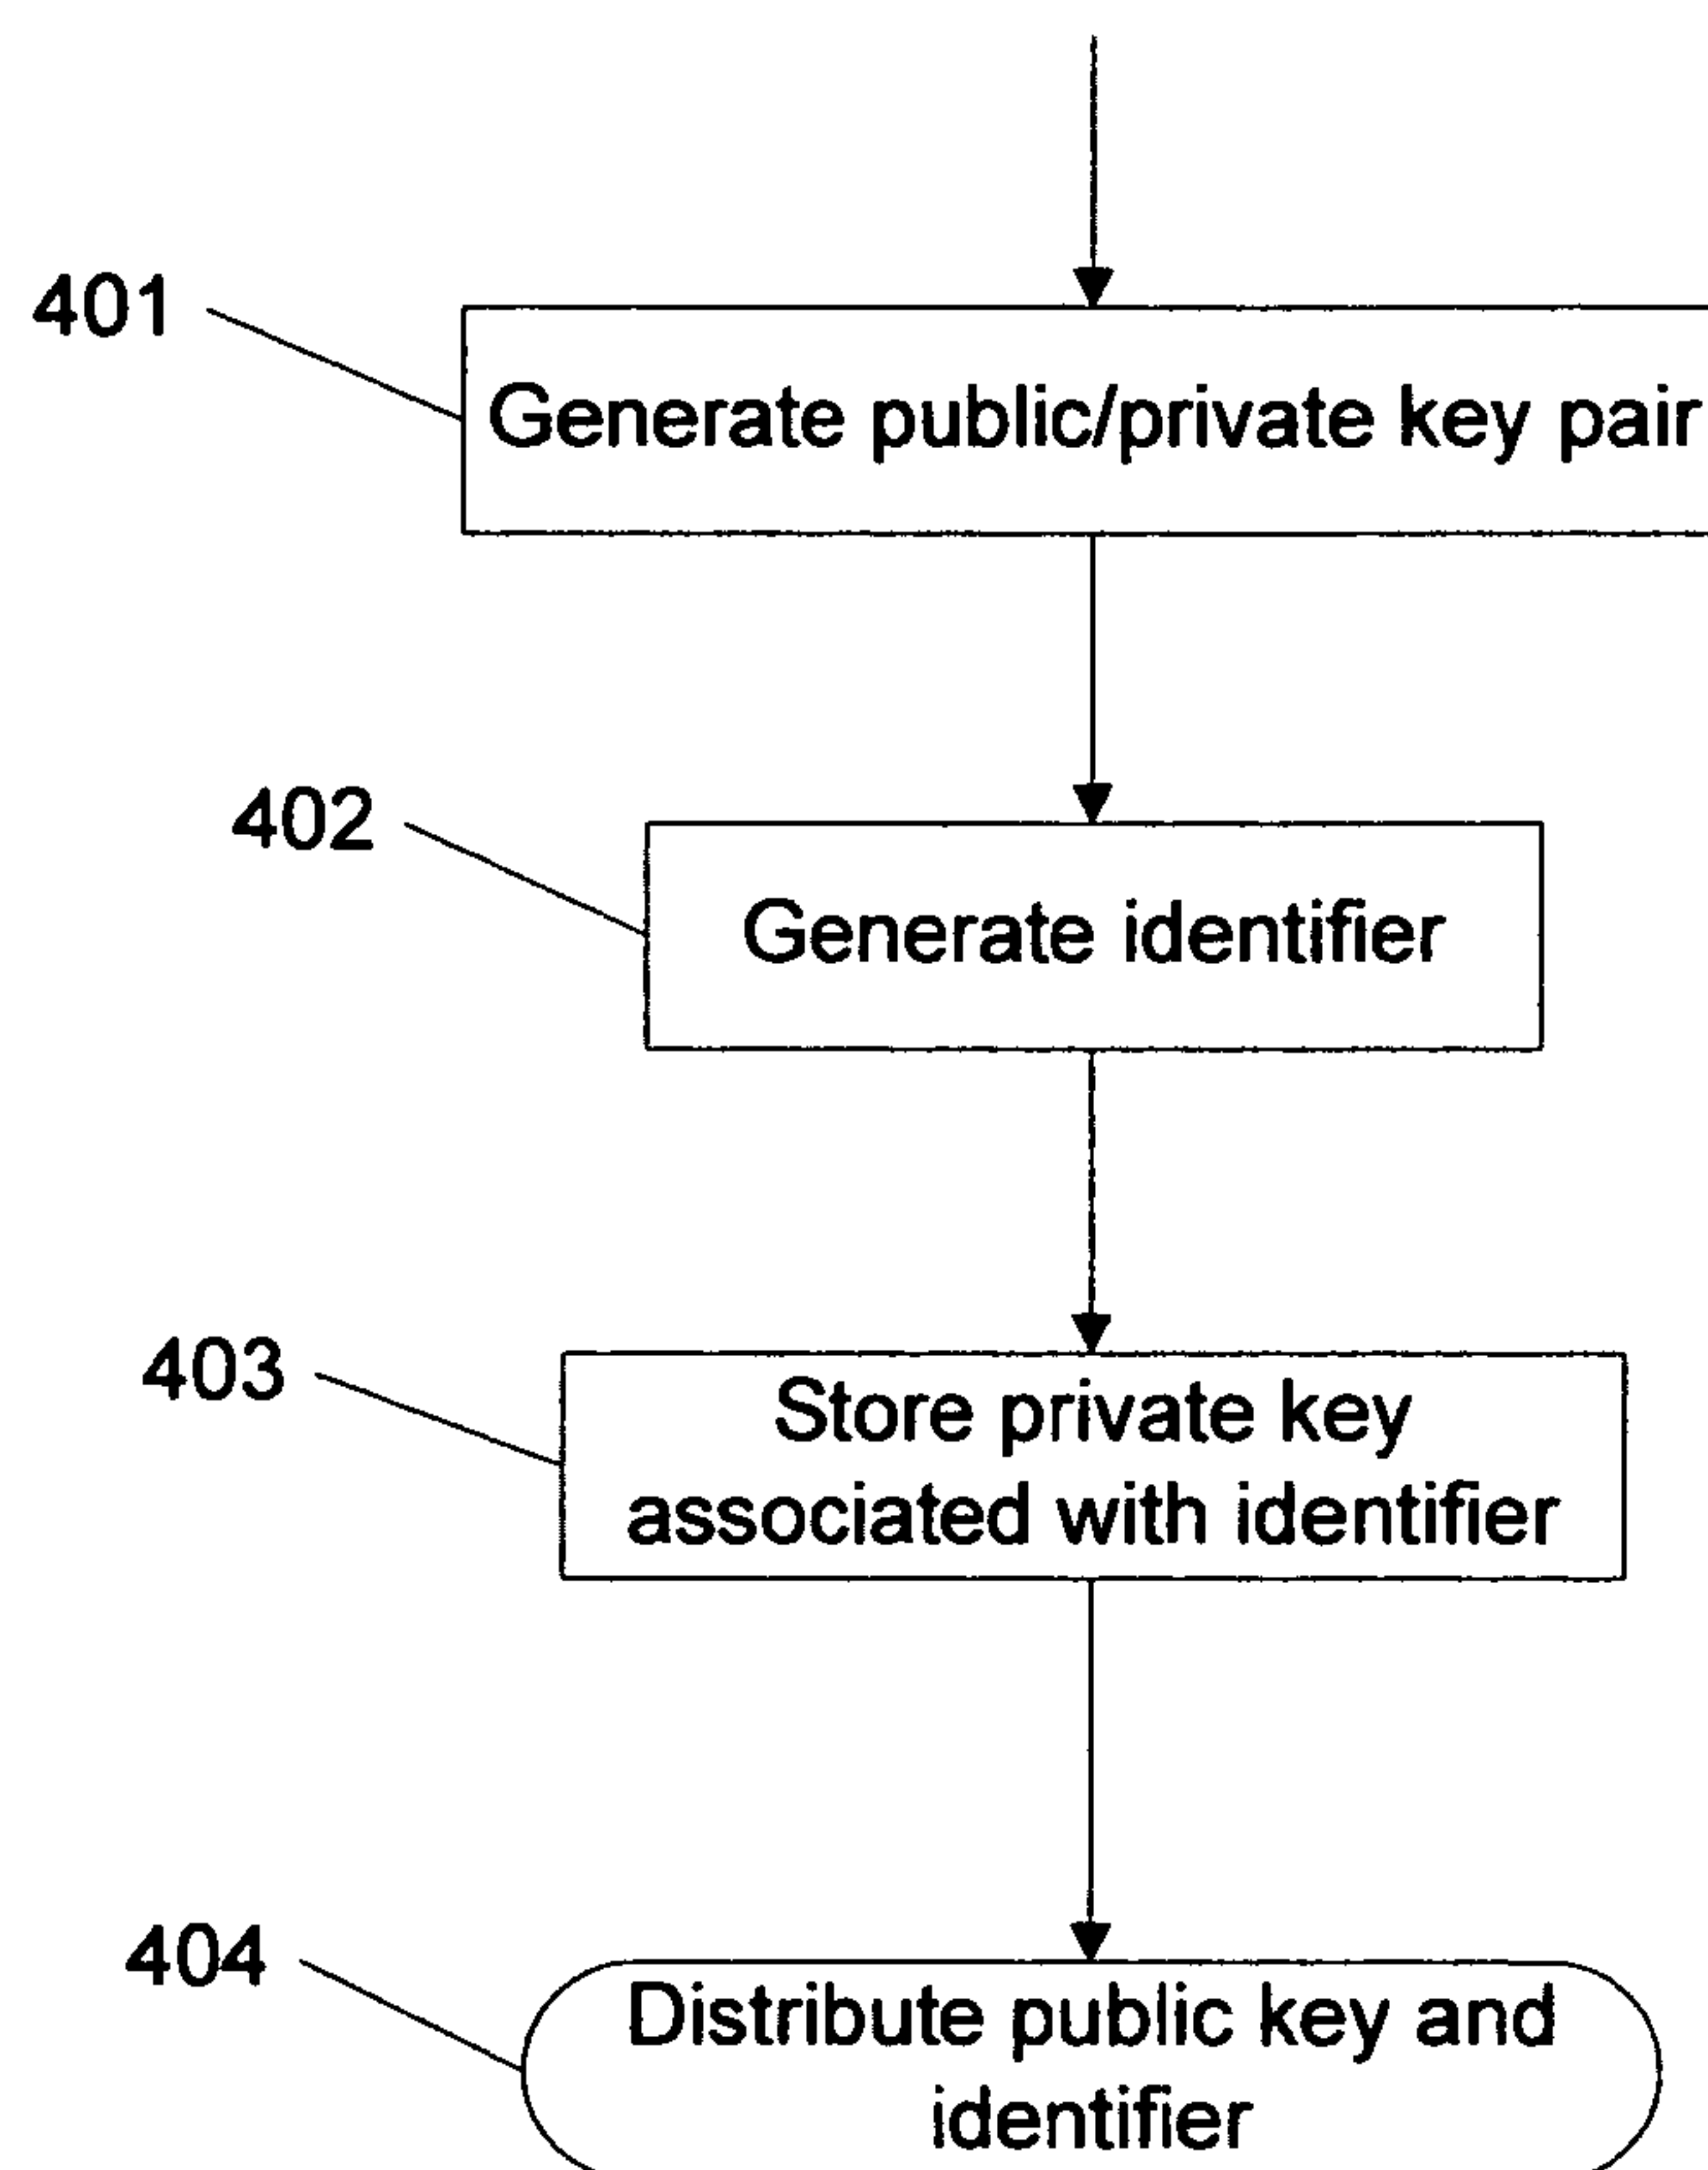 401
Generate public/private key pair
402
Generate identifier
403
Store private key
associated with identifier
404
Distribute public key and
identifier